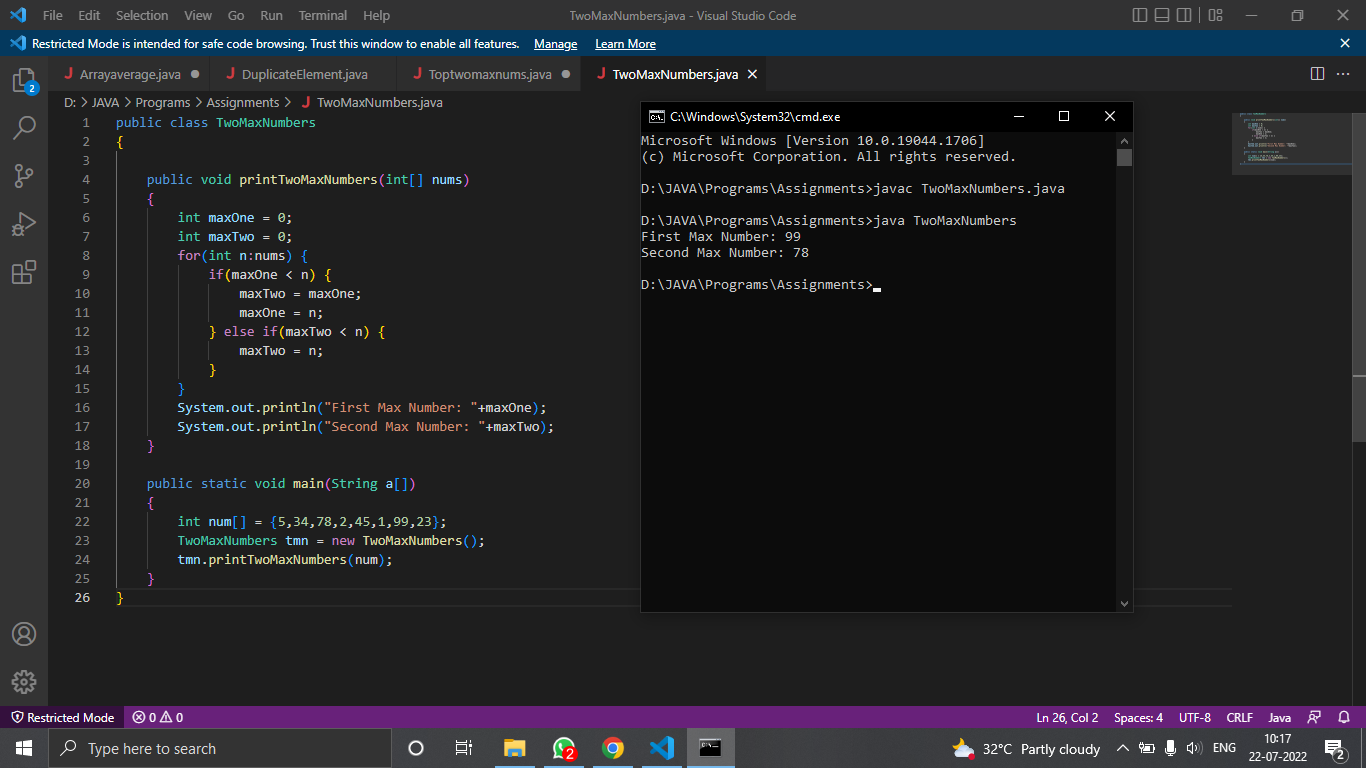 File Edit Selection View Go Run Terminal Help TwoMaxNumbers.java - Visual Studio Code
Restricted Mode is intended for safe code browsing. Trust this window to enable all features. Manage Learn More
2
J Arrayaverage.java J DuplicateElement.java J Toptwomaxnums.java J TwoMaxNumbers.java
D: > JAVA > Programs > Assignments > J TwoMaxNumbers.java
1 public class TwoMaxNumbers
2 {
3
4 public void printTwoMaxNumbers(int[] nums)
5 {
6 int maxOne = 0;
7 int maxTwo = 0;
8 for(int n:nums) {
9 if(maxOne < n) {
10 maxTwo = maxOne;
11 maxOne = n;
12 } else if(maxTwo < n) {
13 maxTwo = n;
14 }
15 }
16 System.out.println("First Max Number: "+maxOne);
17 System.out.println("Second Max Number: "+maxTwo);
18 }
19
20 public static void main(String a[])
21 {
22 int num[] = {5,34,78,2,45,1,99,23};
23 TwoMaxNumbers tmn = new TwoMaxNumbers();
24 tmn.printTwoMaxNumbers(num);
25 }
26 }
C:\Windows\System32\cmd.exe
Microsoft Windows [Version 10.0.19044.1706]
(c) Microsoft Corporation. All rights reserved.
D:\JAVA\Programs\Assignments>javac TwoMaxNumbers.java
D:\JAVA\Programs\Assignments>java TwoMaxNumbers
First Max Number: 99
Second Max Number: 78
D:\JAVA\Programs\Assignments>
Restricted Mode 0 0 Ln 26, Col 2 Spaces: 4 UTF-8 CRLF Java
Type here to search 2 32°C Partly cloudy ENG 10:17
22-07-2022 2